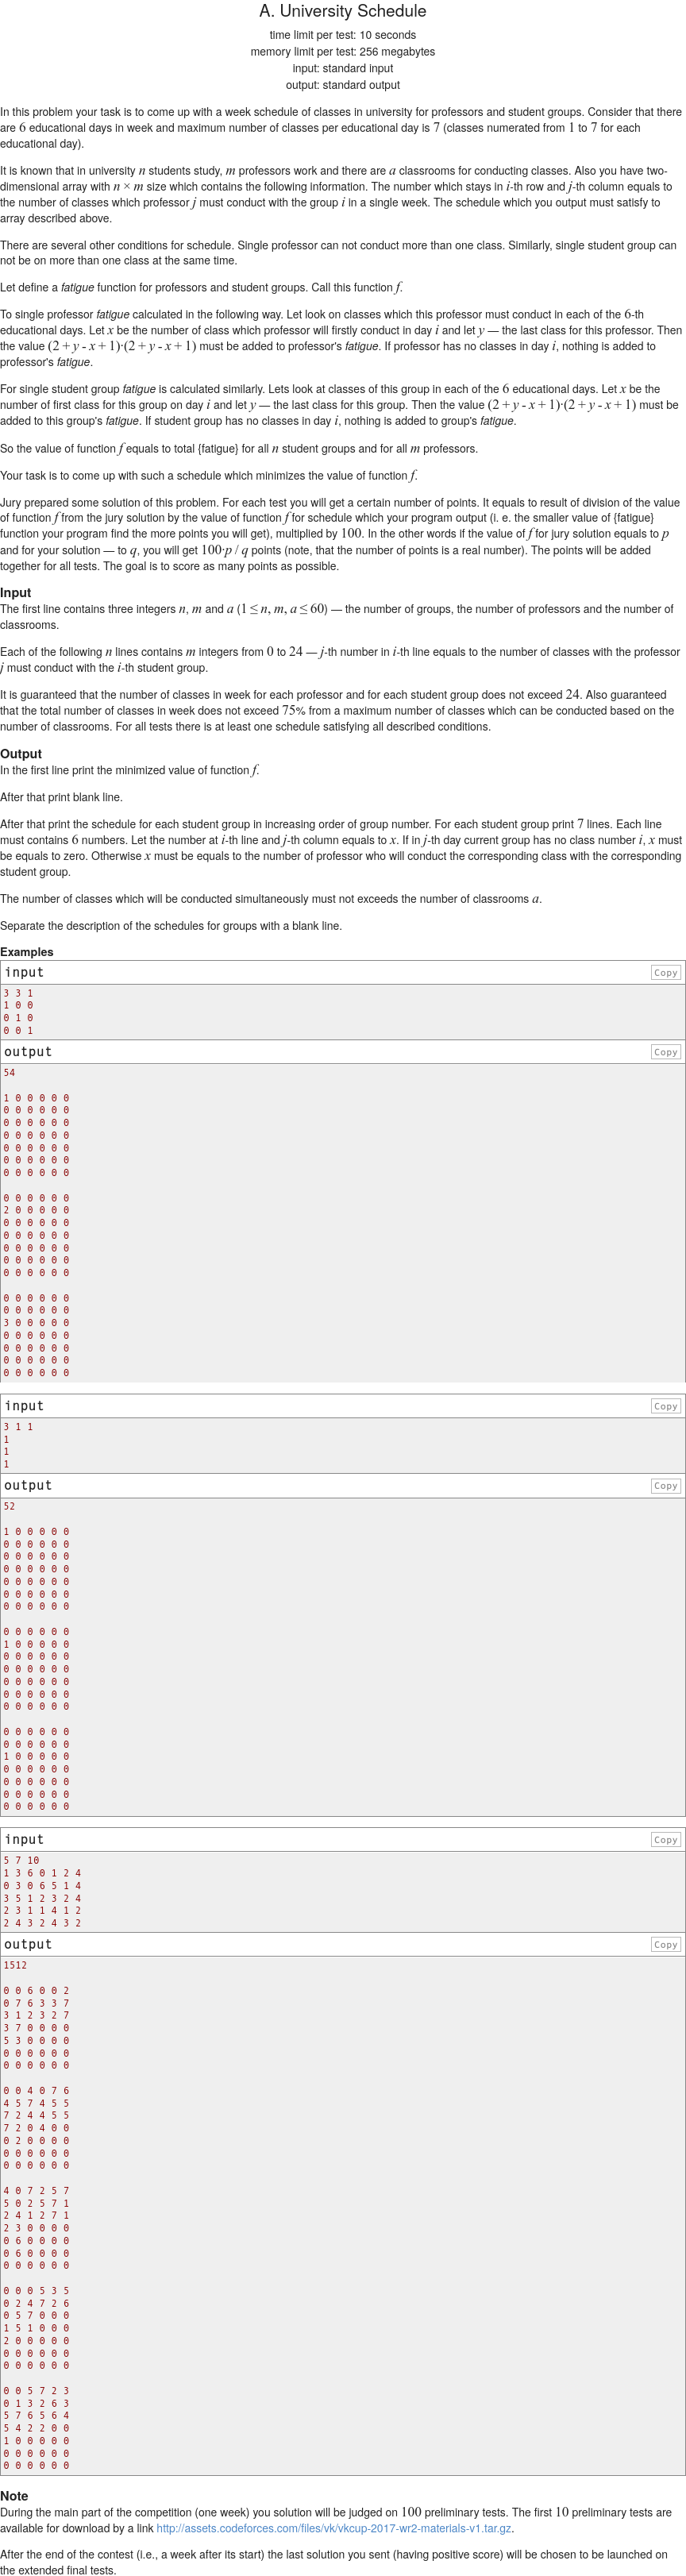 A. University Schedule
time limit per test: 10 seconds
memory limit per test: 256 megabytes
input: standard input
output: standard output
In this problem your task is to come up with a week schedule of classes in university for professors and student groups. Consider that there
are 6 educational days in week and maximum number of classes per educational day is 7 (classes numerated from 1 to 7 for each
educational day).
It is known that in university n students study, m professors work and there are a classrooms for conducting classes. Also you have two-
dimensional array with n × m size which contains the following information. The number which stays in i-th row and j-th column equals to
the number of classes which professor j must conduct with the group i in a single week. The schedule which you output must satisfy to
array described above.
There are several other conditions for schedule. Single professor can not conduct more than one class. Similarly, single student group can
not be on more than one class at the same time.
Let define a fatigue function for professors and student groups. Call this function f.
To single professor fatigue calculated in the following way. Let look on classes which this professor must conduct in each of the 6-th
educational days. Let x be the number of class which professor will firstly conduct in day i and let y — the last class for this professor. Then
the value (2 + y - x + 1)·(2 + y - x + 1) must be added to professor's fatigue. If professor has no classes in day i, nothing is added to
professor's fatigue.
For single student group fatigue is calculated similarly. Lets look at classes of this group in each of the 6 educational days. Let x be the
number of first class for this group on day i and let y — the last class for this group. Then the value (2 + y - x + 1)·(2 + y - x + 1) must be
added to this group's fatigue. If student group has no classes in day i, nothing is added to group's fatigue.
So the value of function f equals to total {fatigue} for all n student groups and for all m professors.
Your task is to come up with such a schedule which minimizes the value of function f.
Jury prepared some solution of this problem. For each test you will get a certain number of points. It equals to result of division of the value
of function f from the jury solution by the value of function f for schedule which your program output (i. e. the smaller value of {fatigue}
function your program find the more points you will get), multiplied by 100. In the other words if the value of f for jury solution equals to p
and for your solution — to q, you will get 100·p / q points (note, that the number of points is a real number). The points will be added
together for all tests. The goal is to score as many points as possible.
Input
The first line contains three integers n, m and a (1 ≤ n, m, a ≤ 60) — the number of groups, the number of professors and the number of
classrooms.
Each of the following n lines contains m integers from 0 to 24 — j-th number in i-th line equals to the number of classes with the professor
j must conduct with the i-th student group.
It is guaranteed that the number of classes in week for each professor and for each student group does not exceed 24. Also guaranteed
that the total number of classes in week does not exceed 75% from a maximum number of classes which can be conducted based on the
number of classrooms. For all tests there is at least one schedule satisfying all described conditions.
Output
In the first line print the minimized value of function f.
After that print blank line.
After that print the schedule for each student group in increasing order of group number. For each student group print 7 lines. Each line
must contains 6 numbers. Let the number at i-th line and j-th column equals to x. If in j-th day current group has no class number i, x must
be equals to zero. Otherwise x must be equals to the number of professor who will conduct the corresponding class with the corresponding
student group.
The number of classes which will be conducted simultaneously must not exceeds the number of classrooms a.
Separate the description of the schedules for groups with a blank line.
Examples
input
Copy
3 3 1
1 0 0
0 1 0
0 0 1
output
Copy
54
1 0 0 0 0 0
0 0 0 0 0 0
0 0 0 0 0 0
0 0 0 0 0 0
0 0 0 0 0 0
0 0 0 0 0 0
0 0 0 0 0 0
0 0 0 0 0 0
2 0 0 0 0 0
0 0 0 0 0 0
0 0 0 0 0 0
0 0 0 0 0 0
0 0 0 0 0 0
0 0 0 0 0 0
0 0 0 0 0 0
0 0 0 0 0 0
3 0 0 0 0 0
0 0 0 0 0 0
0 0 0 0 0 0
0 0 0 0 0 0
0 0 0 0 0 0
input
Copy
3 1 1
1
1
1
output
Copy
52
1 0 0 0 0 0
0 0 0 0 0 0
0 0 0 0 0 0
0 0 0 0 0 0
0 0 0 0 0 0
0 0 0 0 0 0
0 0 0 0 0 0
0 0 0 0 0 0
1 0 0 0 0 0
0 0 0 0 0 0
0 0 0 0 0 0
0 0 0 0 0 0
0 0 0 0 0 0
0 0 0 0 0 0
0 0 0 0 0 0
0 0 0 0 0 0
1 0 0 0 0 0
0 0 0 0 0 0
0 0 0 0 0 0
0 0 0 0 0 0
0 0 0 0 0 0
input
Copy
5 7 10
1 3 6 0 1 2 4
0 3 0 6 5 1 4
3 5 1 2 3 2 4
2 3 1 1 4 1 2
2 4 3 2 4 3 2
output
Copy
1512
0 0 6 0 0 2
0 7 6 3 3 7
3 1 2 3 2 7
3 7 0 0 0 0
5 3 0 0 0 0
0 0 0 0 0 0
0 0 0 0 0 0
0 0 4 0 7 6
4 5 7 4 5 5
7 2 4 4 5 5
7 2 0 4 0 0
0 2 0 0 0 0
0 0 0 0 0 0
0 0 0 0 0 0
4 0 7 2 5 7
5 0 2 5 7 1
2 4 1 2 7 1
2 3 0 0 0 0
0 6 0 0 0 0
0 6 0 0 0 0
0 0 0 0 0 0
0 0 0 5 3 5
0 2 4 7 2 6
0 5 7 0 0 0
1 5 1 0 0 0
2 0 0 0 0 0
0 0 0 0 0 0
0 0 0 0 0 0
0 0 5 7 2 3
0 1 3 2 6 3
5 7 6 5 6 4
5 4 2 2 0 0
1 0 0 0 0 0
0 0 0 0 0 0
0 0 0 0 0 0
Note
During the main part of the competition (one week) you solution will be judged on 100 preliminary tests. The first 10 preliminary tests are
available for download by a link http://assets.codeforces.com/files/vk/vkcup-2017-wr2-materials-v1.tar.gz.
After the end of the contest (i.e., a week after its start) the last solution you sent (having positive score) will be chosen to be launched on
the extended final tests.